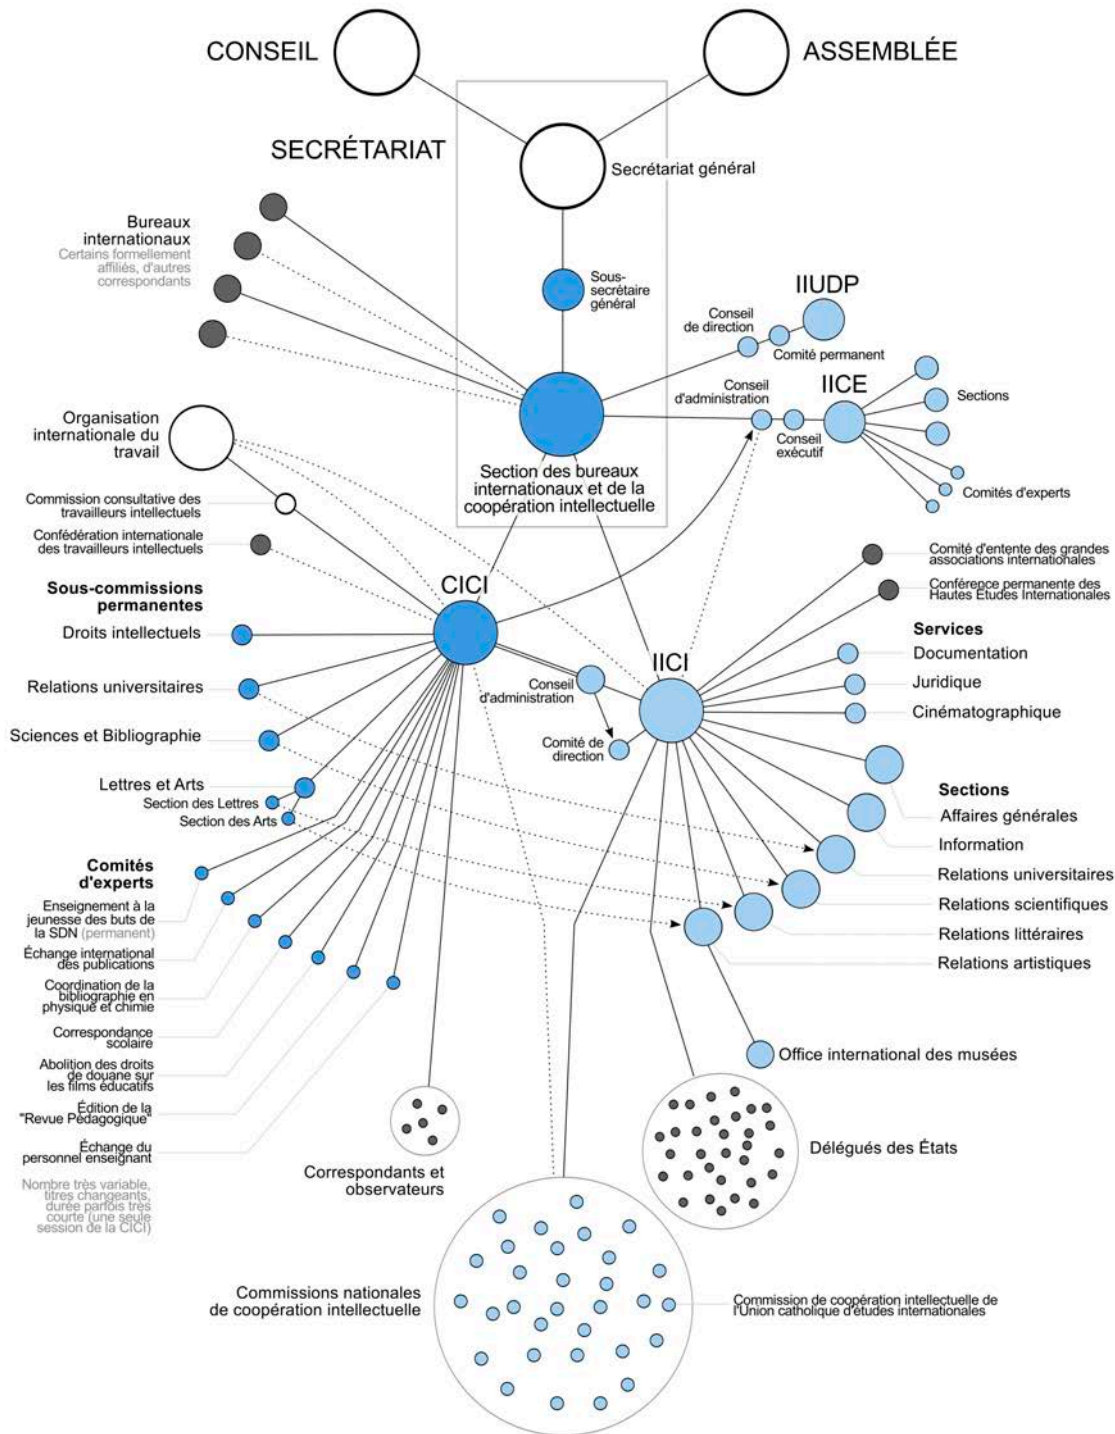 CONSEIL
ASSEMBLÉE
SECRÉTARIAT
Secrétariat général
Bureaux
internationaux
Certains formellement
affiliés, d'autres
correspondants
Sous-
secrétaire
général
IIUDP
Conseil
de direction
Comité permanent
Conseil
d'administration
IICE
Sections
Conseil
exécutif
Comités d'experts
Organisation
internationale du
travail
Section des bureaux
internationaux et de la
coopération intellectuelle
Commission consultative des
travailleurs intellectuels
Confédération internationale
des travailleurs intellectuels
Comité d'entente des grandes
associations internationales
Conférence permanente des
Hautes Etudes Internationales
Sous-commissions
permanentes
CICI
Droits intellectuels
Relations universitaires
Sciences et Bibliographie
Lettres et Arts
Section des Lettres
Section des Arts
Conseil
d'administration
IICI
Comité de
direction
Services
Documentation
Juridique
Cinématographique
Sections
Affaires générales
Information
Relations universitaires
Relations scientifiques
Relations littéraires
Relations artistiques
Comités
d'experts
Enseignement à la
jeunesse des buts de
la SDN (permanent)
Échange international
des publications
Coordination de la
bibliographie en
physique et chimie
Correspondance
scolaire
Abolition des droits
de douane sur
les films éducatifs
Édition de la
"Revue Pédagogique"
Échange du
personnel enseignant
Nombre très variable,
titres changeants,
durée parfois très
courte (une seule
session de la CICI)
Office international des musées
Correspondants et
observateurs
Délégués des États
Commissions nationales
de coopération intellectuelle
Commission de coopération intellectuelle de
l'Union catholique d'études internationales